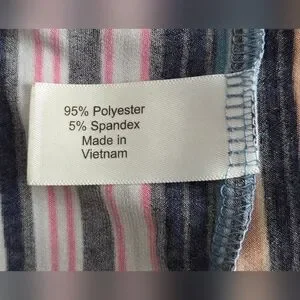 95% Polyester
5% Spandex
Made in
Vietnam